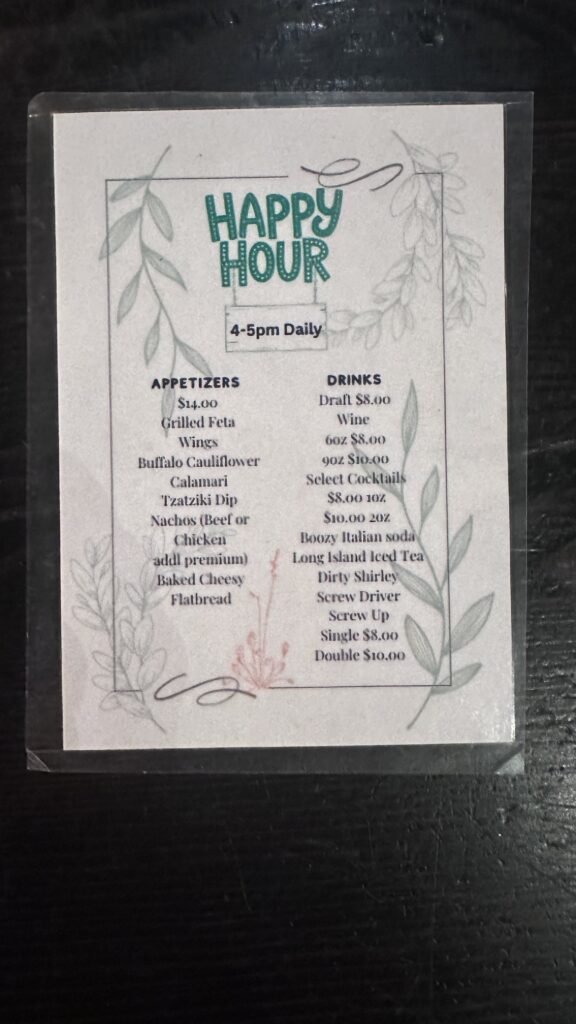 HAPPY
HOUR
4-5pm Daily
APPETIZERS
$14.00
Grilled Feta
Wings
Buffalo Cauliflower
Calamari
Tzatziki Dip
Nachos (Beef or
Chicken
addl premium)
Baked Cheesy
Flatbread
DRINKS
Draft $8.00
Wine
6oz $8.00
9oz $10.00
Select Cocktails
$8.00 1oz
$10.00 2oz
Boozy Italian soda
Long Island Iced Tea
Dirty Shirley
Screw Driver
Screw Up
Single $8.00
Double $10.00